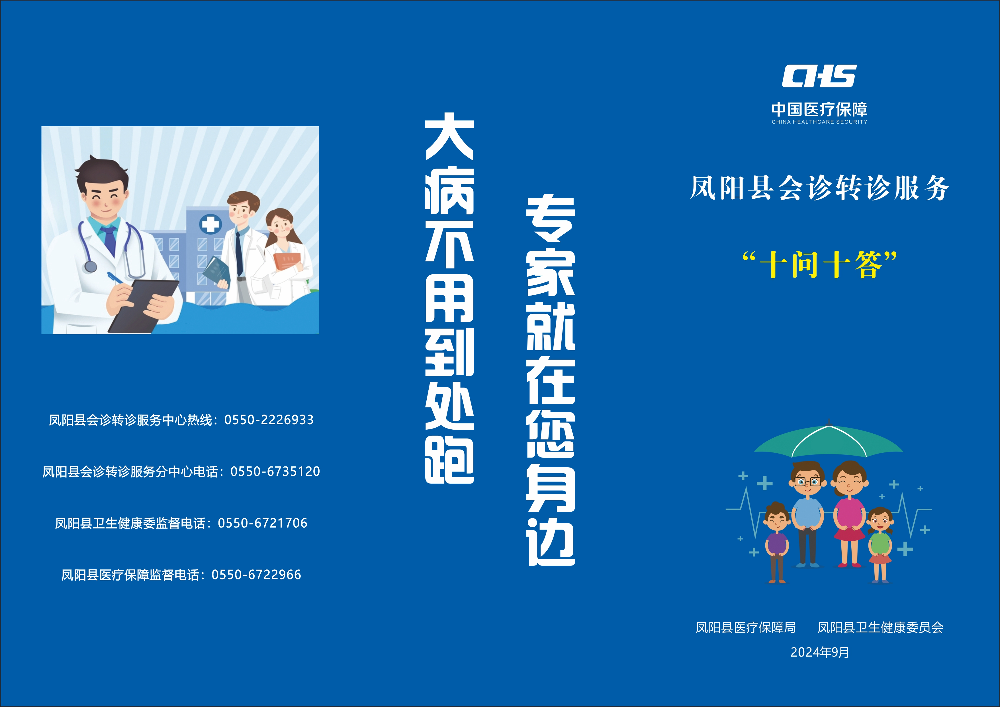 凤阳县会诊转诊服务中心热线：0550-2226933
凤阳县会诊转诊服务分中心电话：0550-6735120
凤阳县卫生健康委监督电话：0550-6721706
凤阳县医疗保障监督电话：0550-6722966
大病不用到处跑
专家就在您身边
CHS
中国医疗保障
CHINA HEALTHCARE SECURITY
凤阳县会诊转诊服务
“十问十答”
凤阳县医疗保障局 凤阳县卫生健康委员会
2024年9月